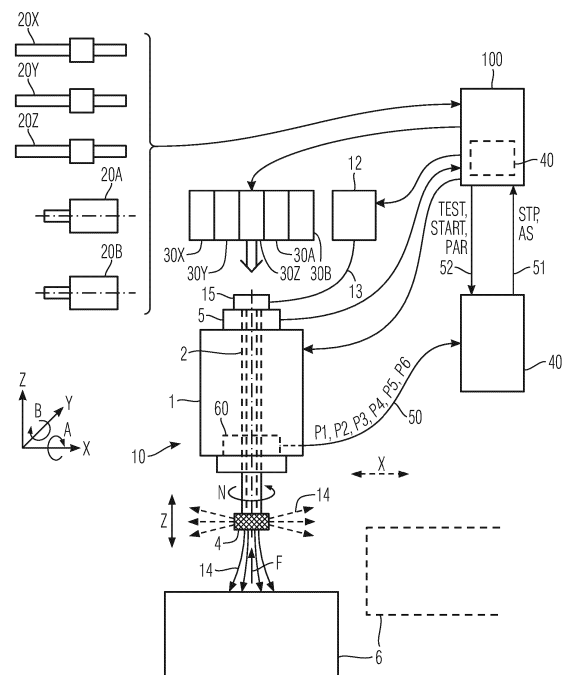 20X
20Y
20Z
20A
20B
100
40
12
30X
30Y
30Z
30A
30B
13
TEST,
START,
PAR
STP,
AS
52
51
15
5
2
1
60
10
40
P1, P2, P3, P4, P5, P6
50
Z
Y
B
A
X
X
N
Z
14
4
14
F
6
6